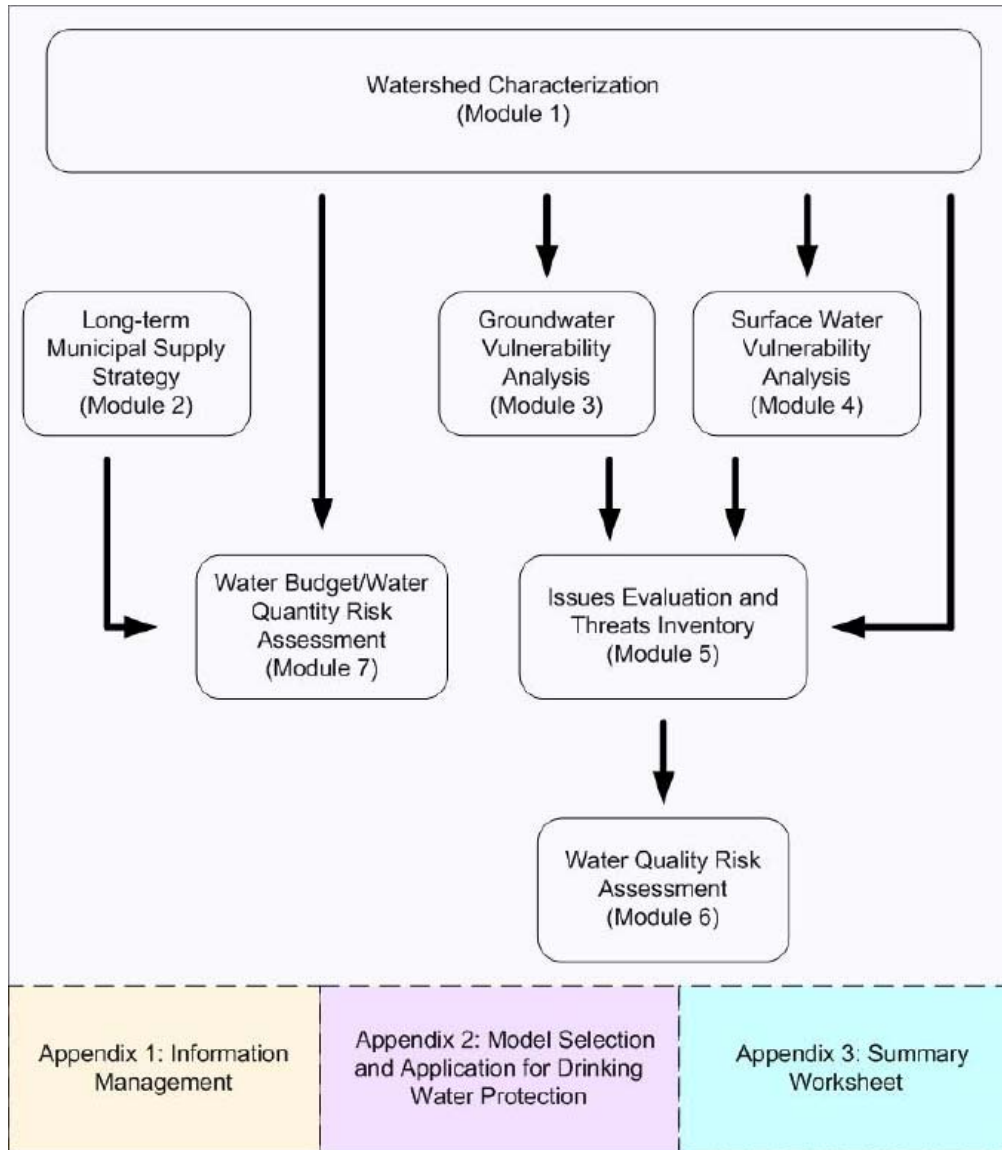 Watershed Characterization
(Module 1)
Long-term
Municipal Supply
Strategy
(Module 2)
Groundwater
Vulnerability
Analysis
(Module 3)
Surface Water
Vulnerability
Analysis
(Module 4)
Water Budget/Water
Quantity Risk
Assessment
(Module 7)
Issues Evaluation and
Threats Inventory
(Module 5)
Water Quality Risk
Assessment
(Module 6)
Appendix 1: Information
Management
Appendix 2: Model Selection
and Application for Drinking
Water Protection
Appendix 3: Summary
Worksheet